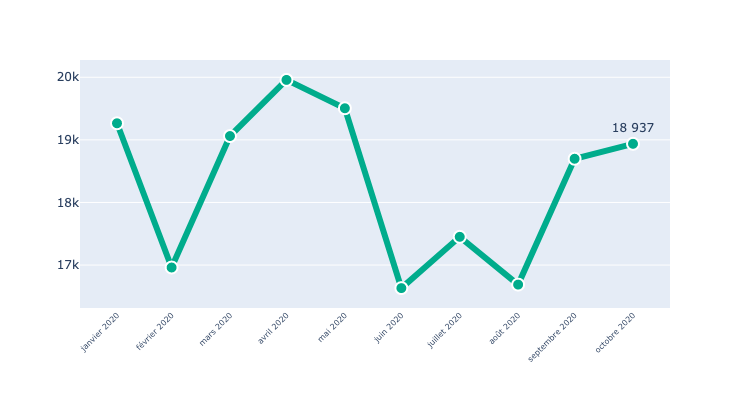 20k
19k
18k
17k
18 937
janvier 2020
février 2020
mars 2020
avril 2020
mai 2020
juin 2020
juillet 2020
août 2020
septembre 2020
octobre 2020